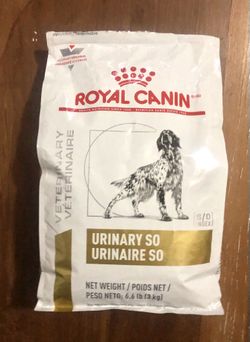 ROYAL CANIN
VETERINARY
VÉTÉRINAIRE
S/O
INDEX
URINARY SO
URINAIRE SO
NET WEIGHT / POIDS NET /
PESO NETO: 6.6 lb (3 kg)